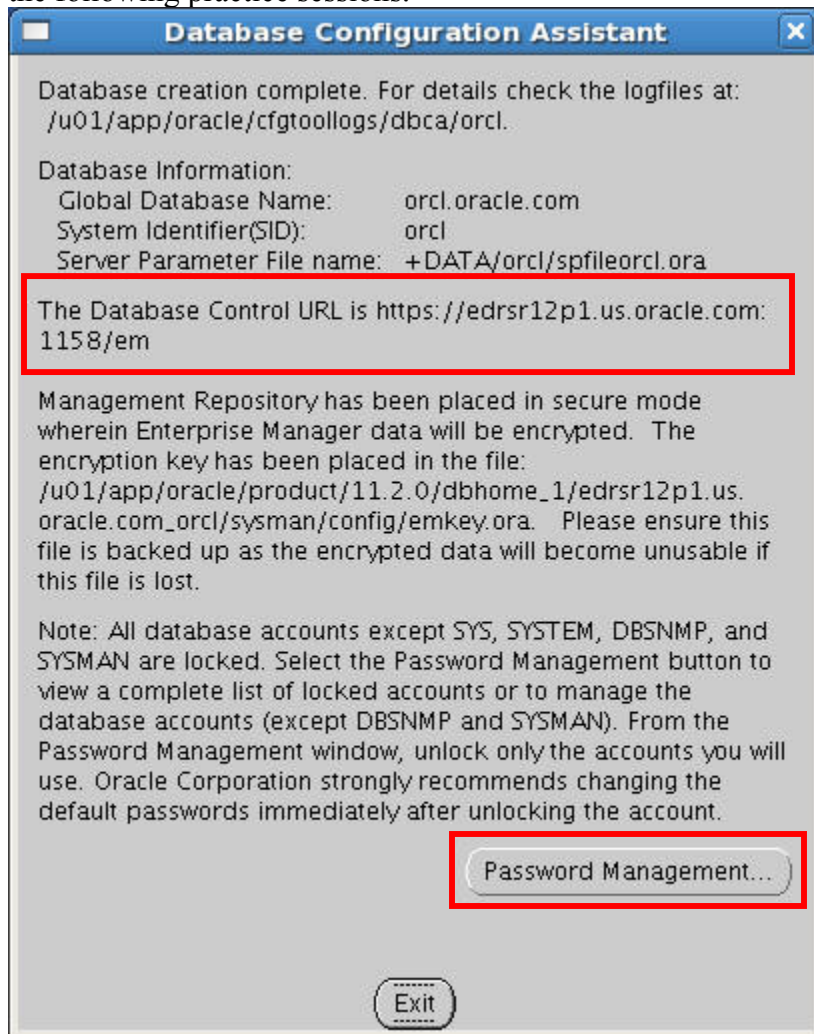 the following practice sessions.
Database Configuration Assistant
Database creation complete. For details check the logfiles at:
/u01/app/oracle/cfgtoollogs/dbca/orcl.
Database Information:
Global Database Name: orcl.oracle.com
System Identifier(SID): orcl
Server Parameter File name: +DATA/orcl/spfileorcl.ora
The Database Control URL is https://edrsr12p1.us.oracle.com:
1158/em
Management Repository has been placed in secure mode
wherein Enterprise Manager data will be encrypted. The
encryption key has been placed in the file:
/u01/app/oracle/product/11.2.0/dbhome_1/edrsr12p1.us.
oracle.com_orcl/sysman/config/emkey.ora. Please ensure this
file is backed up as the encrypted data will become unusable if
this file is lost.
Note: All database accounts except SYS, SYSTEM, DBSNMP, and
SYSMAN are locked. Select the Password Management button to
view a complete list of locked accounts or to manage the
database accounts (except DBSNMP and SYSMAN). From the
Password Management window, unlock only the accounts you will
use. Oracle Corporation strongly recommends changing the
default passwords immediately after unlocking the account.
Password Management...
Exit